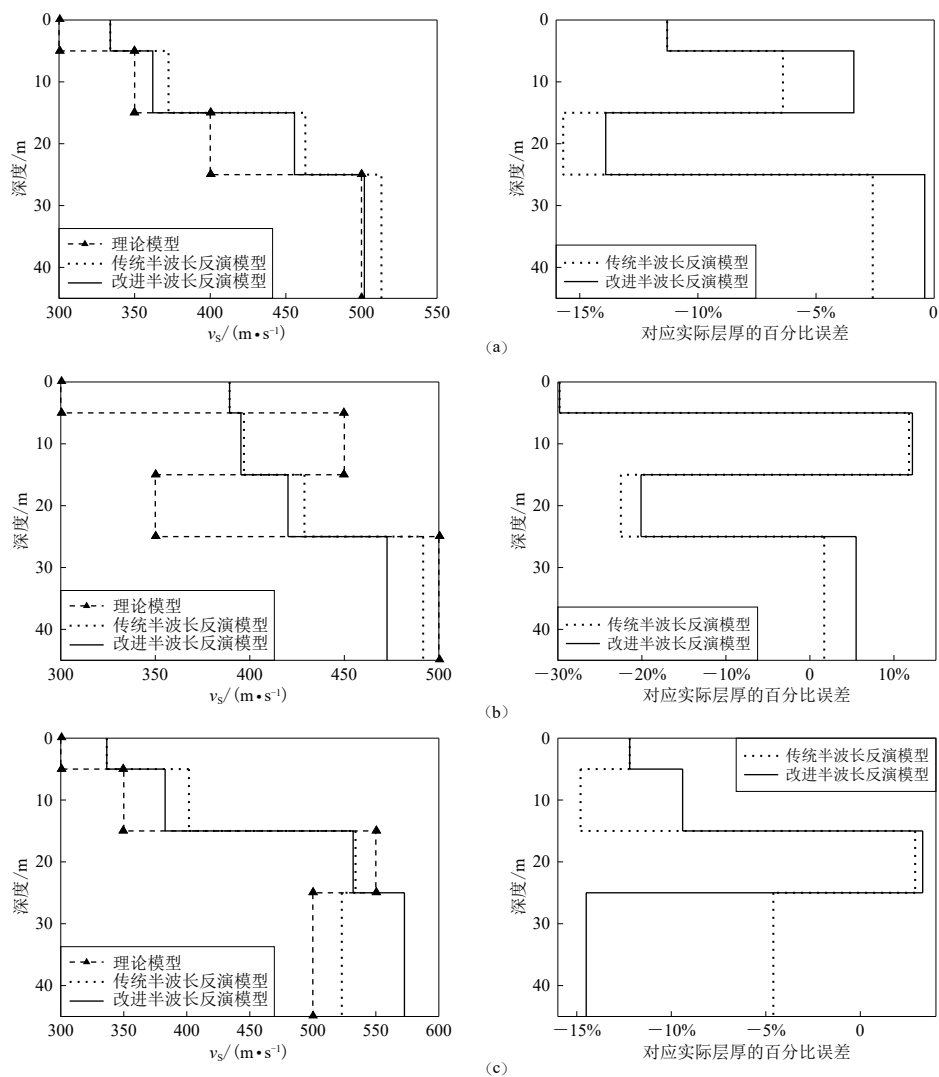 0
10
20
30
40
深度/m
理论模型
传统半波长反演模型
改进半波长反演模型
300 350 400 450 500 550
vS/(m•s⁻¹)
0
10
20
30
40
深度/m
传统半波长反演模型
改进半波长反演模型
−15% −10% −5% 0
对应实际层厚的百分比误差
(a)
0
10
20
30
40
深度/m
理论模型
传统半波长反演模型
改进半波长反演模型
300 350 400 450 500
vS/(m•s⁻¹)
0
10
20
30
40
深度/m
传统半波长反演模型
改进半波长反演模型
−30% −20% −10% 0 10%
对应实际层厚的百分比误差
(b)
0
10
20
30
40
深度/m
理论模型
传统半波长反演模型
改进半波长反演模型
300 350 400 500 550 600
vS/(m•s⁻¹)
0
10
20
30
40
深度/m
传统半波长反演模型
改进半波长反演模型
−15% −10% −5% 0
对应实际层厚的百分比误差
(c)